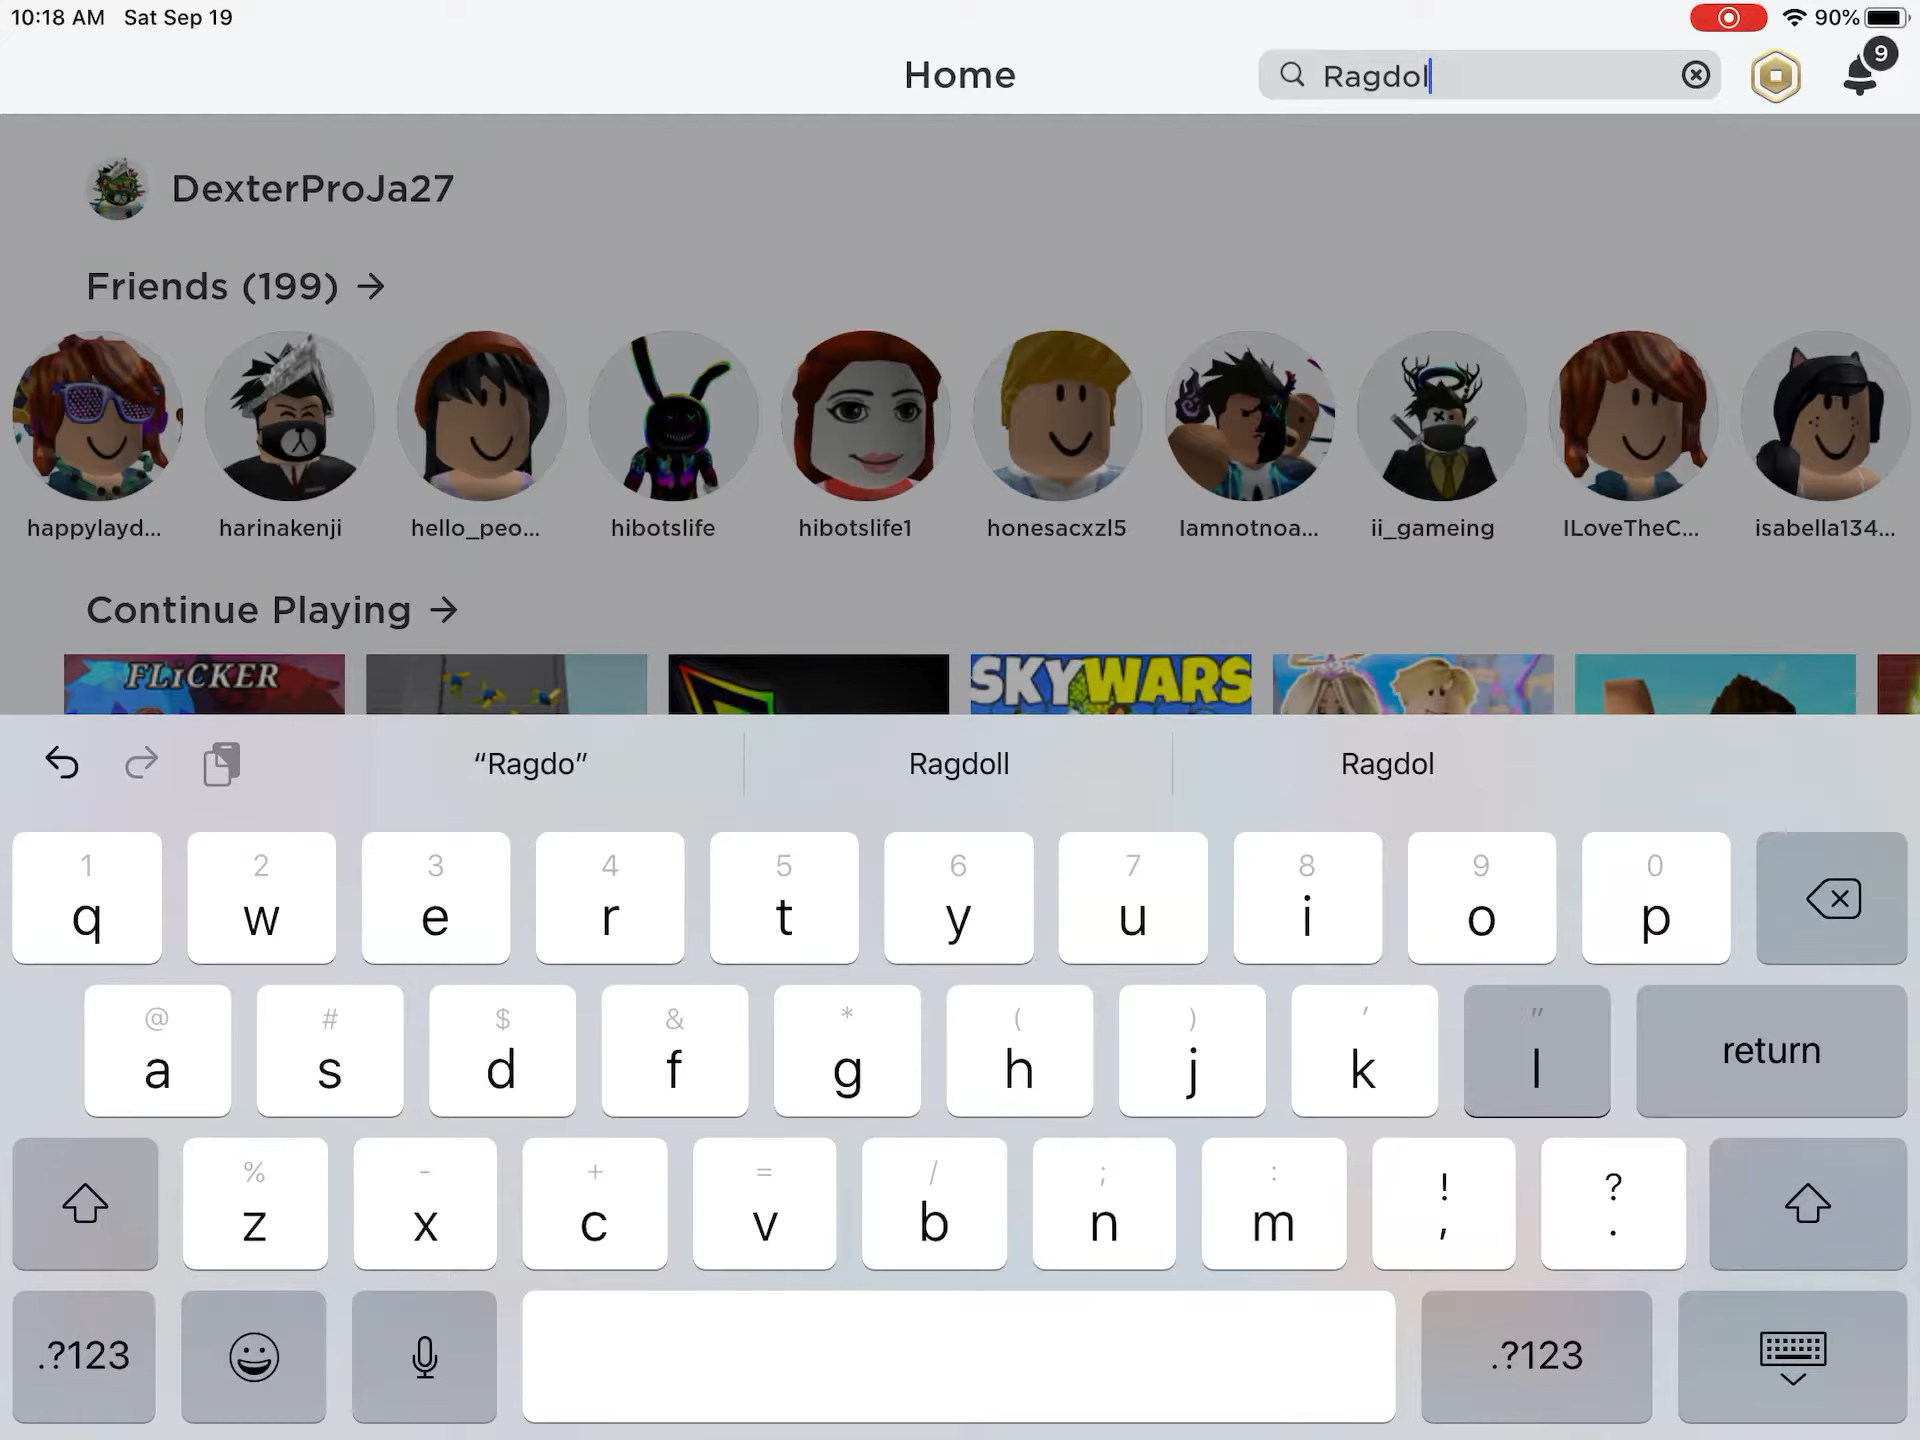 10:18 AM Sat Sep 19
90%
Home
Ragdol
9
DexterProJa27
Friends (199) →
happylayd...
harinakenji
hello_peo...
hibotslife
hibotslife1
honesacxzl5
Iamnotnoa...
ii_gameing
ILoveTheC...
isabella134...
Continue Playing →
FLiCKER
SKYWARS
“Ragdo”
Ragdoll
Ragdol
1 2 3 4 5 6 7 8 9 0
q w e r t y u i o p
@ # $ & * ( ) ' "
a s d f g h j k l return
% - + = / ; : ! ?
z x c v b n m , .
.?123 .?123